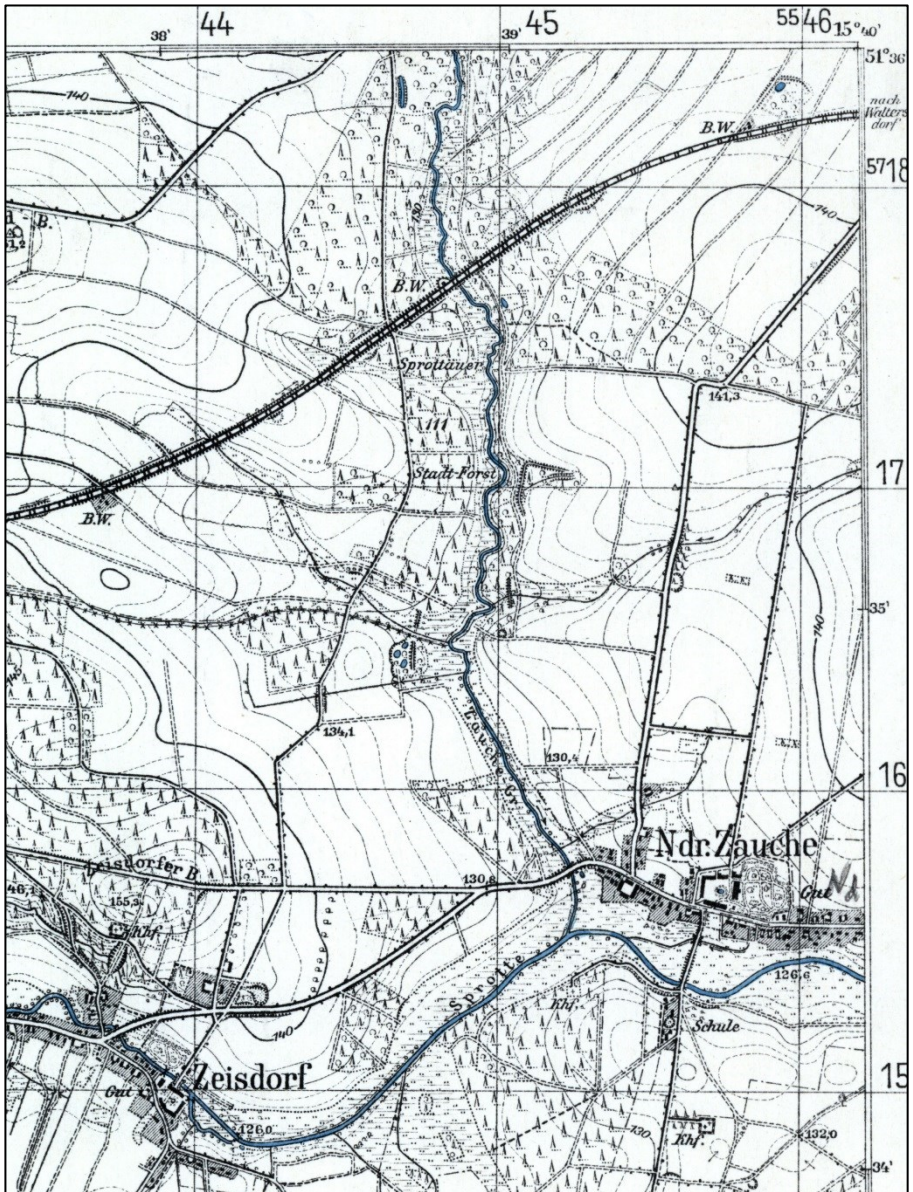 44
45
55 46
15° 40'
38'
39'
51° 36
nach
Walters
dorf
140
B.W.
57 18
140
B.
B.W.
Sprottauer
141,3
111
Stadt-Forst
17
B.W.
35'
140
134,1
Zauche Gr.
130,4
16
Ndr. Zauche
Zeisdorfer B.
130,8
Gut
46,1
155,3
Khf.
Sprotte
126,6
Khf.
Schule
140
Zeisdorf
15
Gut
126,0
130
Khf.
132,0
34'